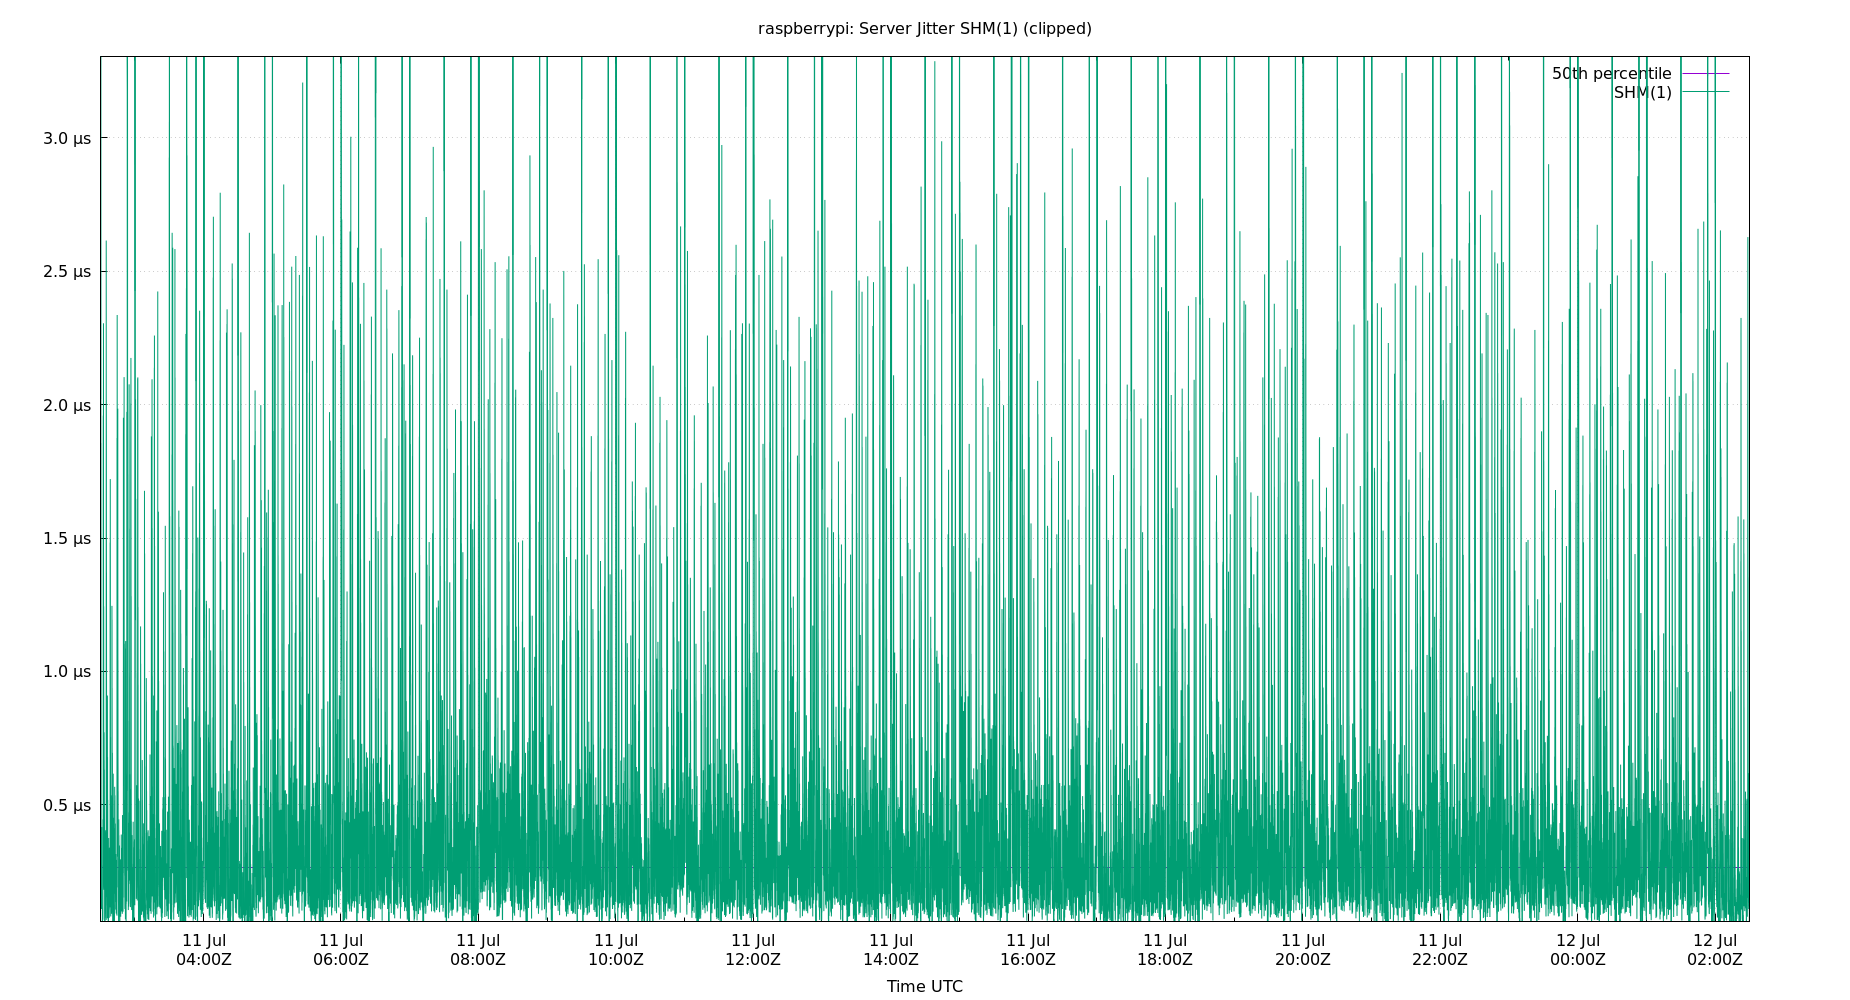 raspberrypi: Server Jitter SHM(1) (clipped)
50th percentile
SHM(1)
3.0 µs
2.5 µs
2.0 µs
1.5 µs
1.0 µs
0.5 µs
11 Jul 11 Jul 11 Jul 11 Jul 11 Jul 11 Jul 11 Jul 11 Jul 11 Jul 11 Jul 12 Jul 12 Jul
04:00Z 06:00Z 08:00Z 10:00Z 12:00Z 14:00Z 16:00Z 18:00Z 20:00Z 22:00Z 00:00Z 02:00Z
Time UTC